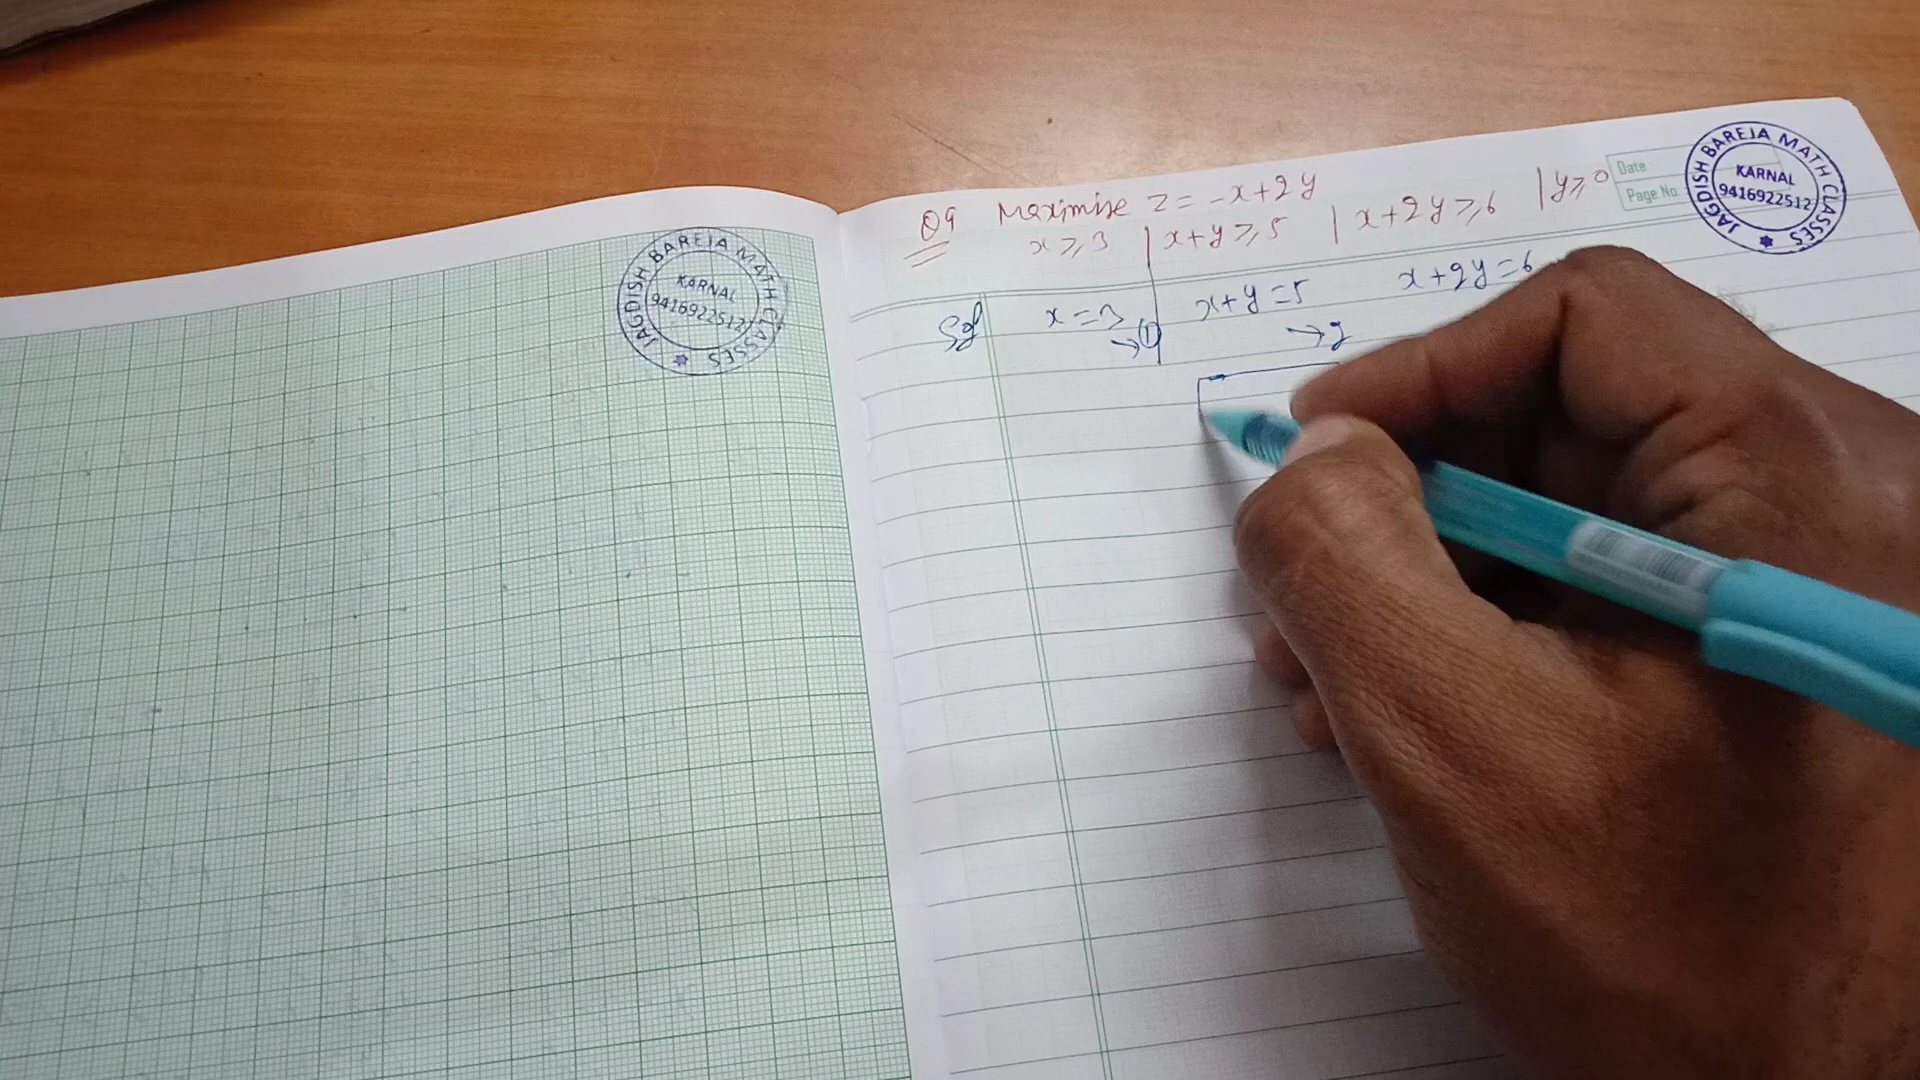 JAGDISH BAREJA MATH CLASSES
KARNAL
9416922512
Q9 Maximise Z = -x+2y
x ⩾ 3 | x+y ⩾ 5 | x+2y ⩾ 6 | y ⩾ 0
Date :
Page No.
JAGDISH BAREJA MATH CLASSES
KARNAL
9416922512
Sol x = 3 x+y = 5 x+2y = 6
→① →2